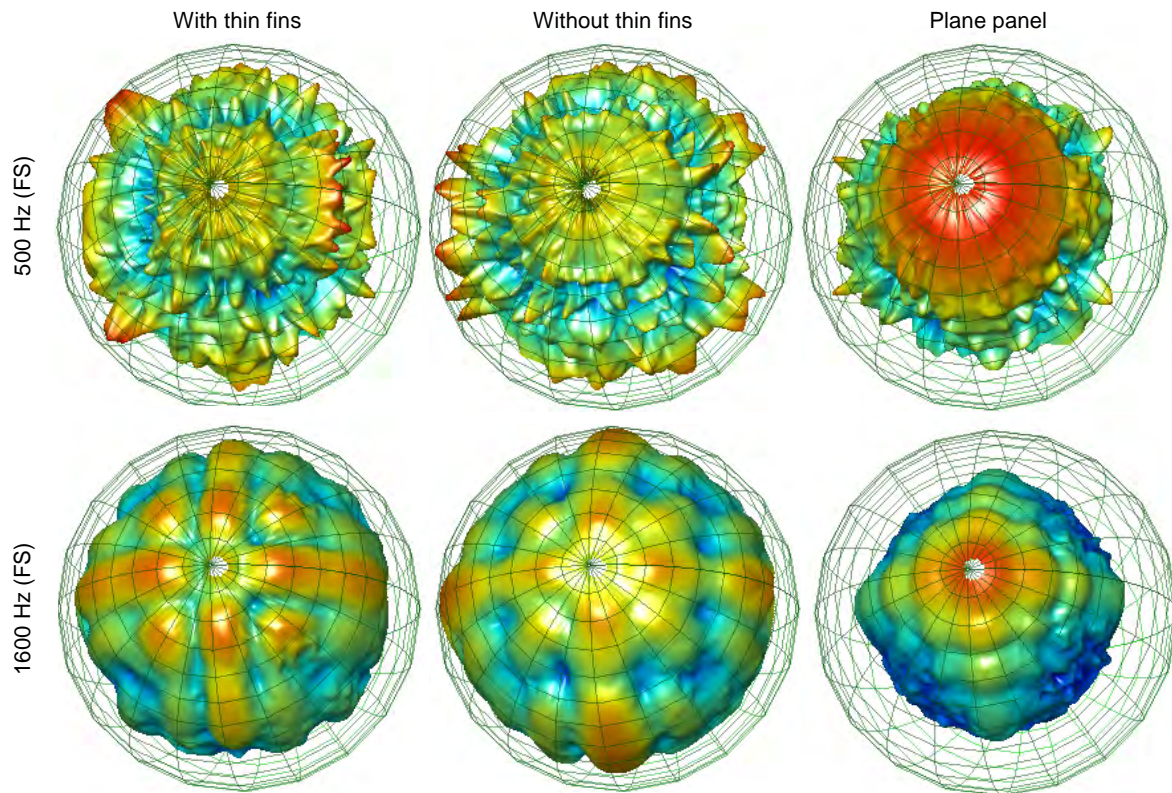 With thin fins
Without thin fins
Plane panel
500 Hz (FS)
1600 Hz (FS)